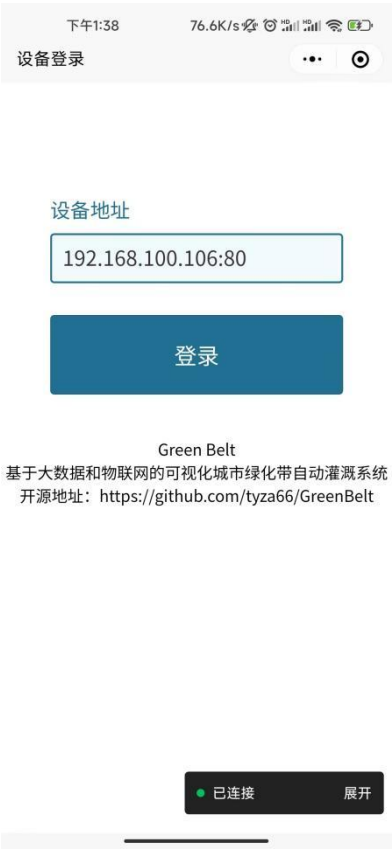 下午1:38 76.6K/s
设备登录
设备地址
192.168.100.106:80
登录
Green Belt
基于大数据和物联网的可视化城市绿化带自动灌溉系统
开源地址：https://github.com/tyza66/GreenBelt
已连接 展开